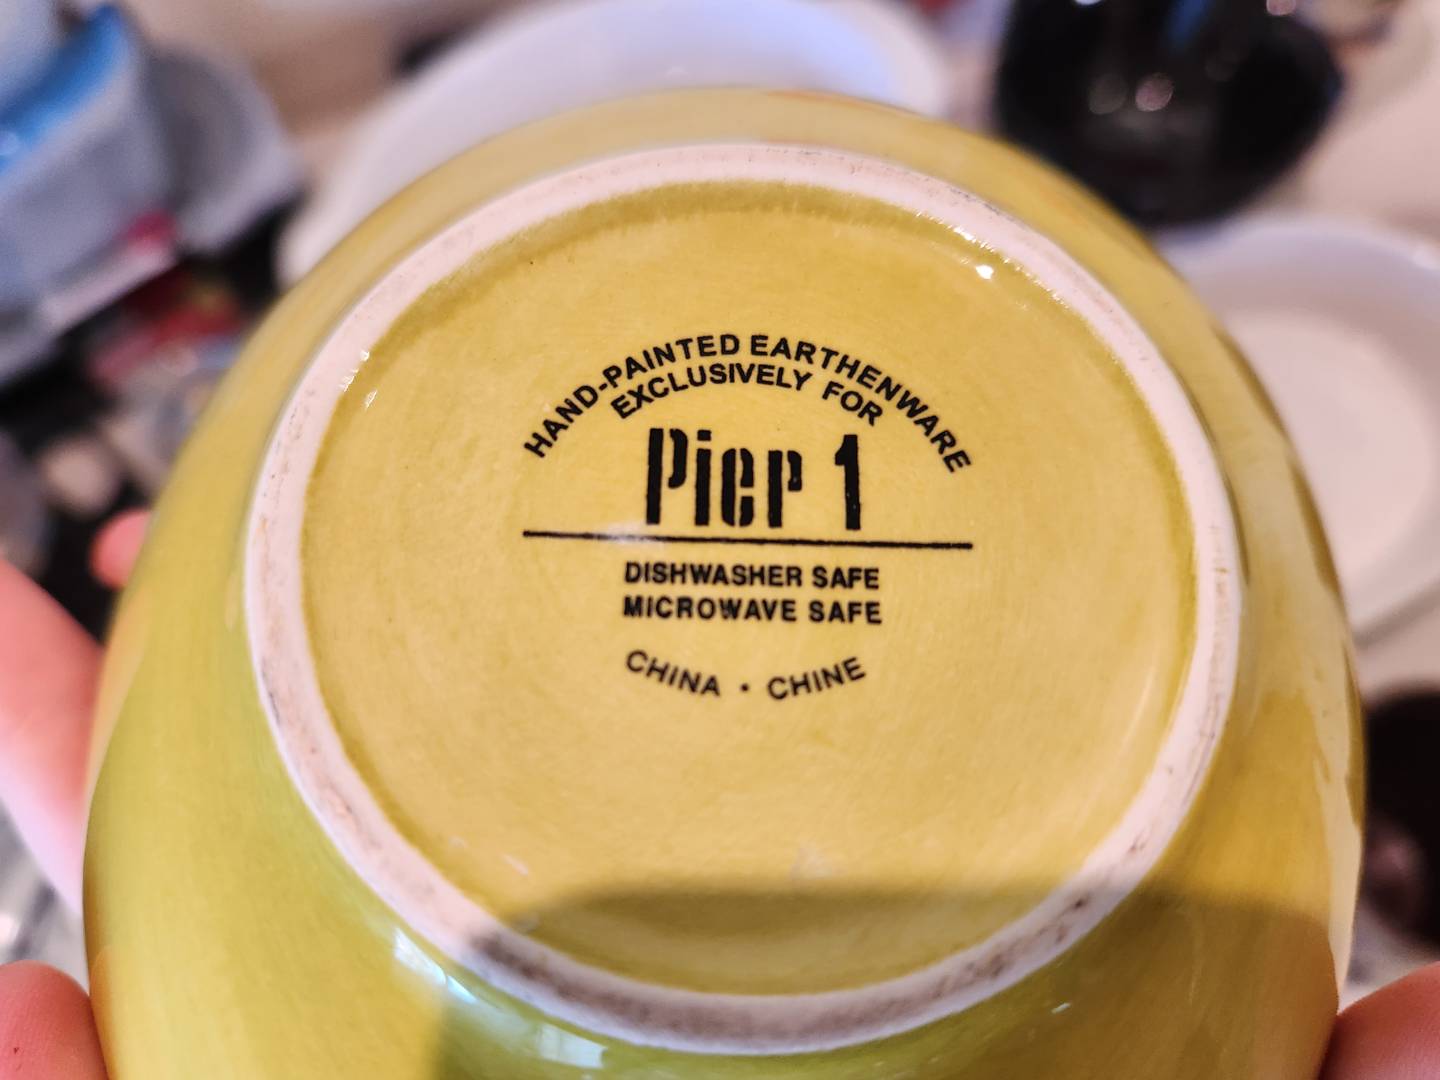 HAND-PAINTED EARTHENWARE
EXCLUSIVELY FOR
Pier 1
DISHWASHER SAFE
MICROWAVE SAFE
CHINA · CHINE